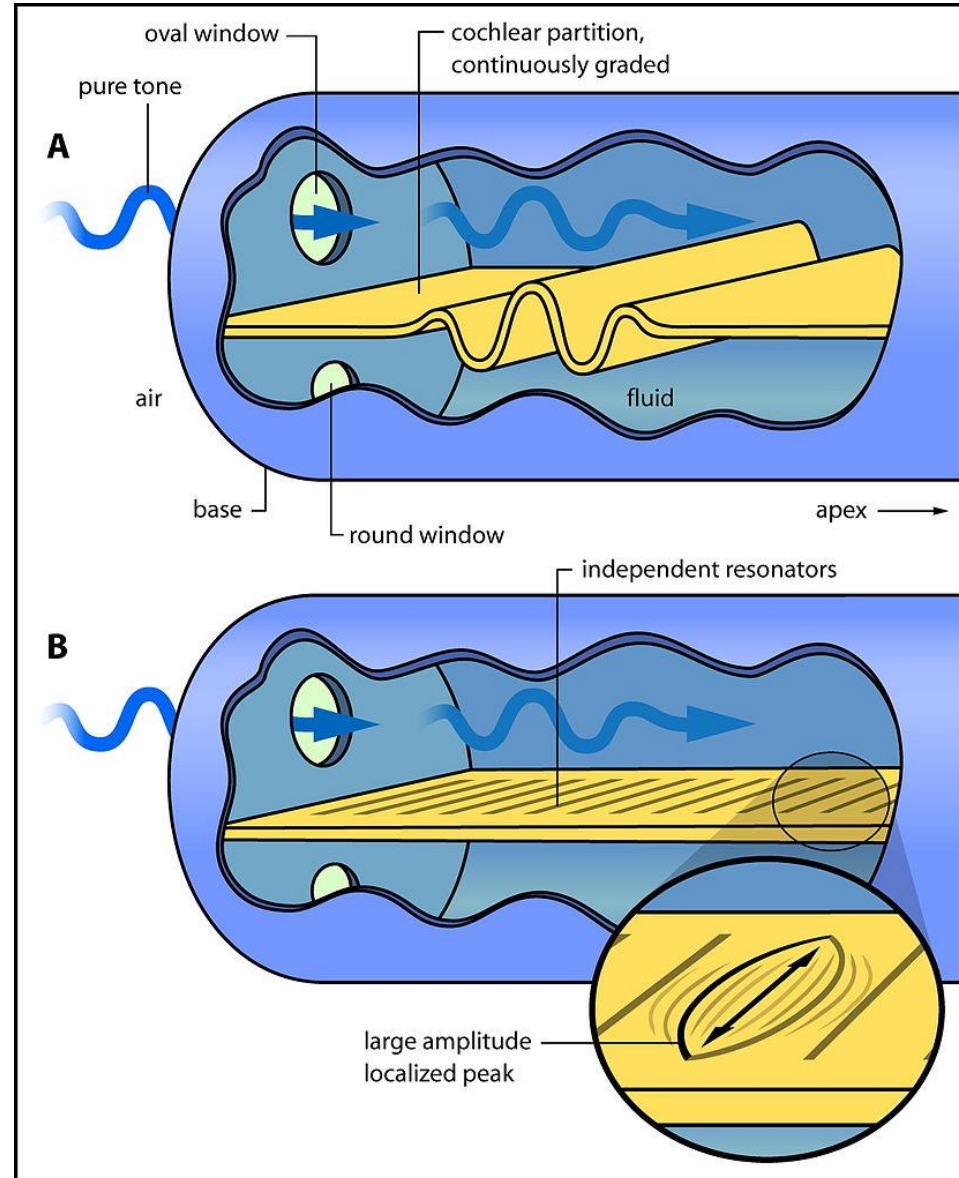 oval window
cochlear partition,
continuously graded
pure tone
A
air
fluid
base
apex
round window
independent resonators
B
large amplitude
localized peak